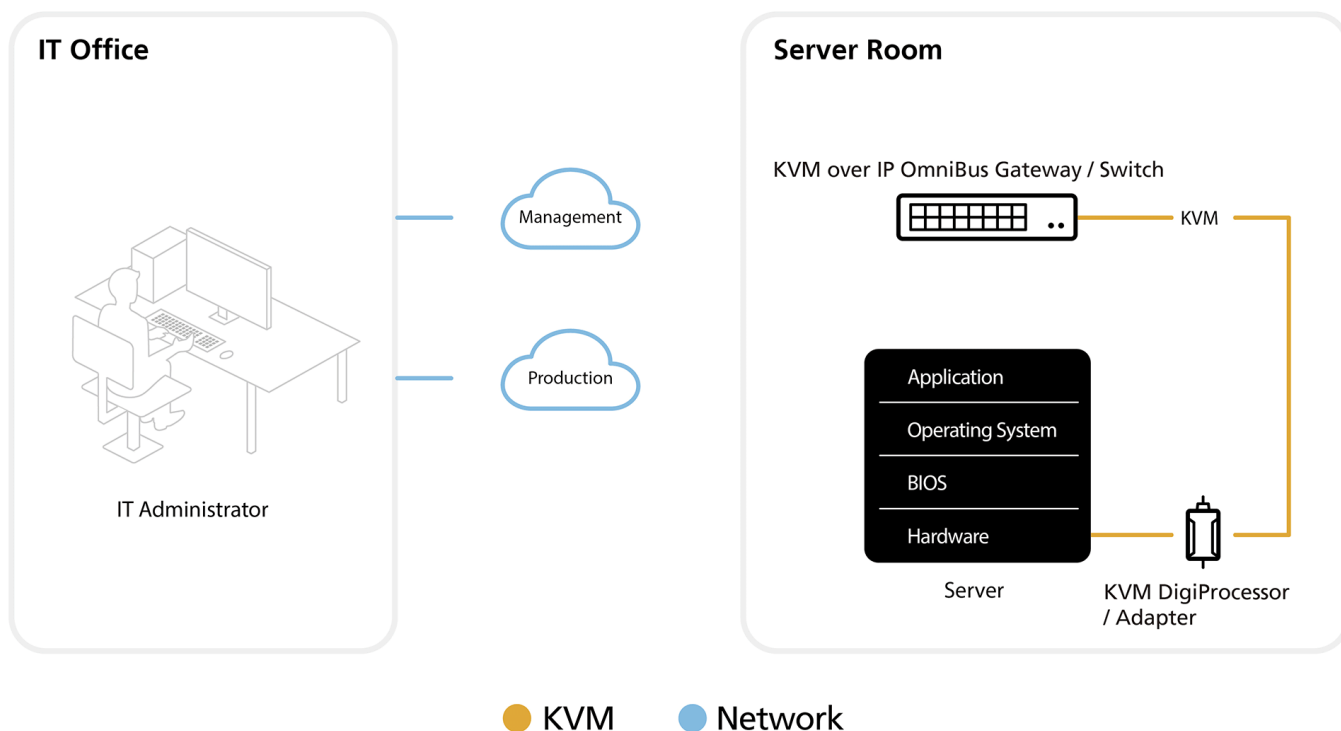 IT Office
Server Room
KVM over IP OmniBus Gateway / Switch
Management
KVM
Production
Application
Operating System
BIOS
Hardware
IT Administrator
Server
KVM DigiProcessor
/ Adapter
KVM
Network